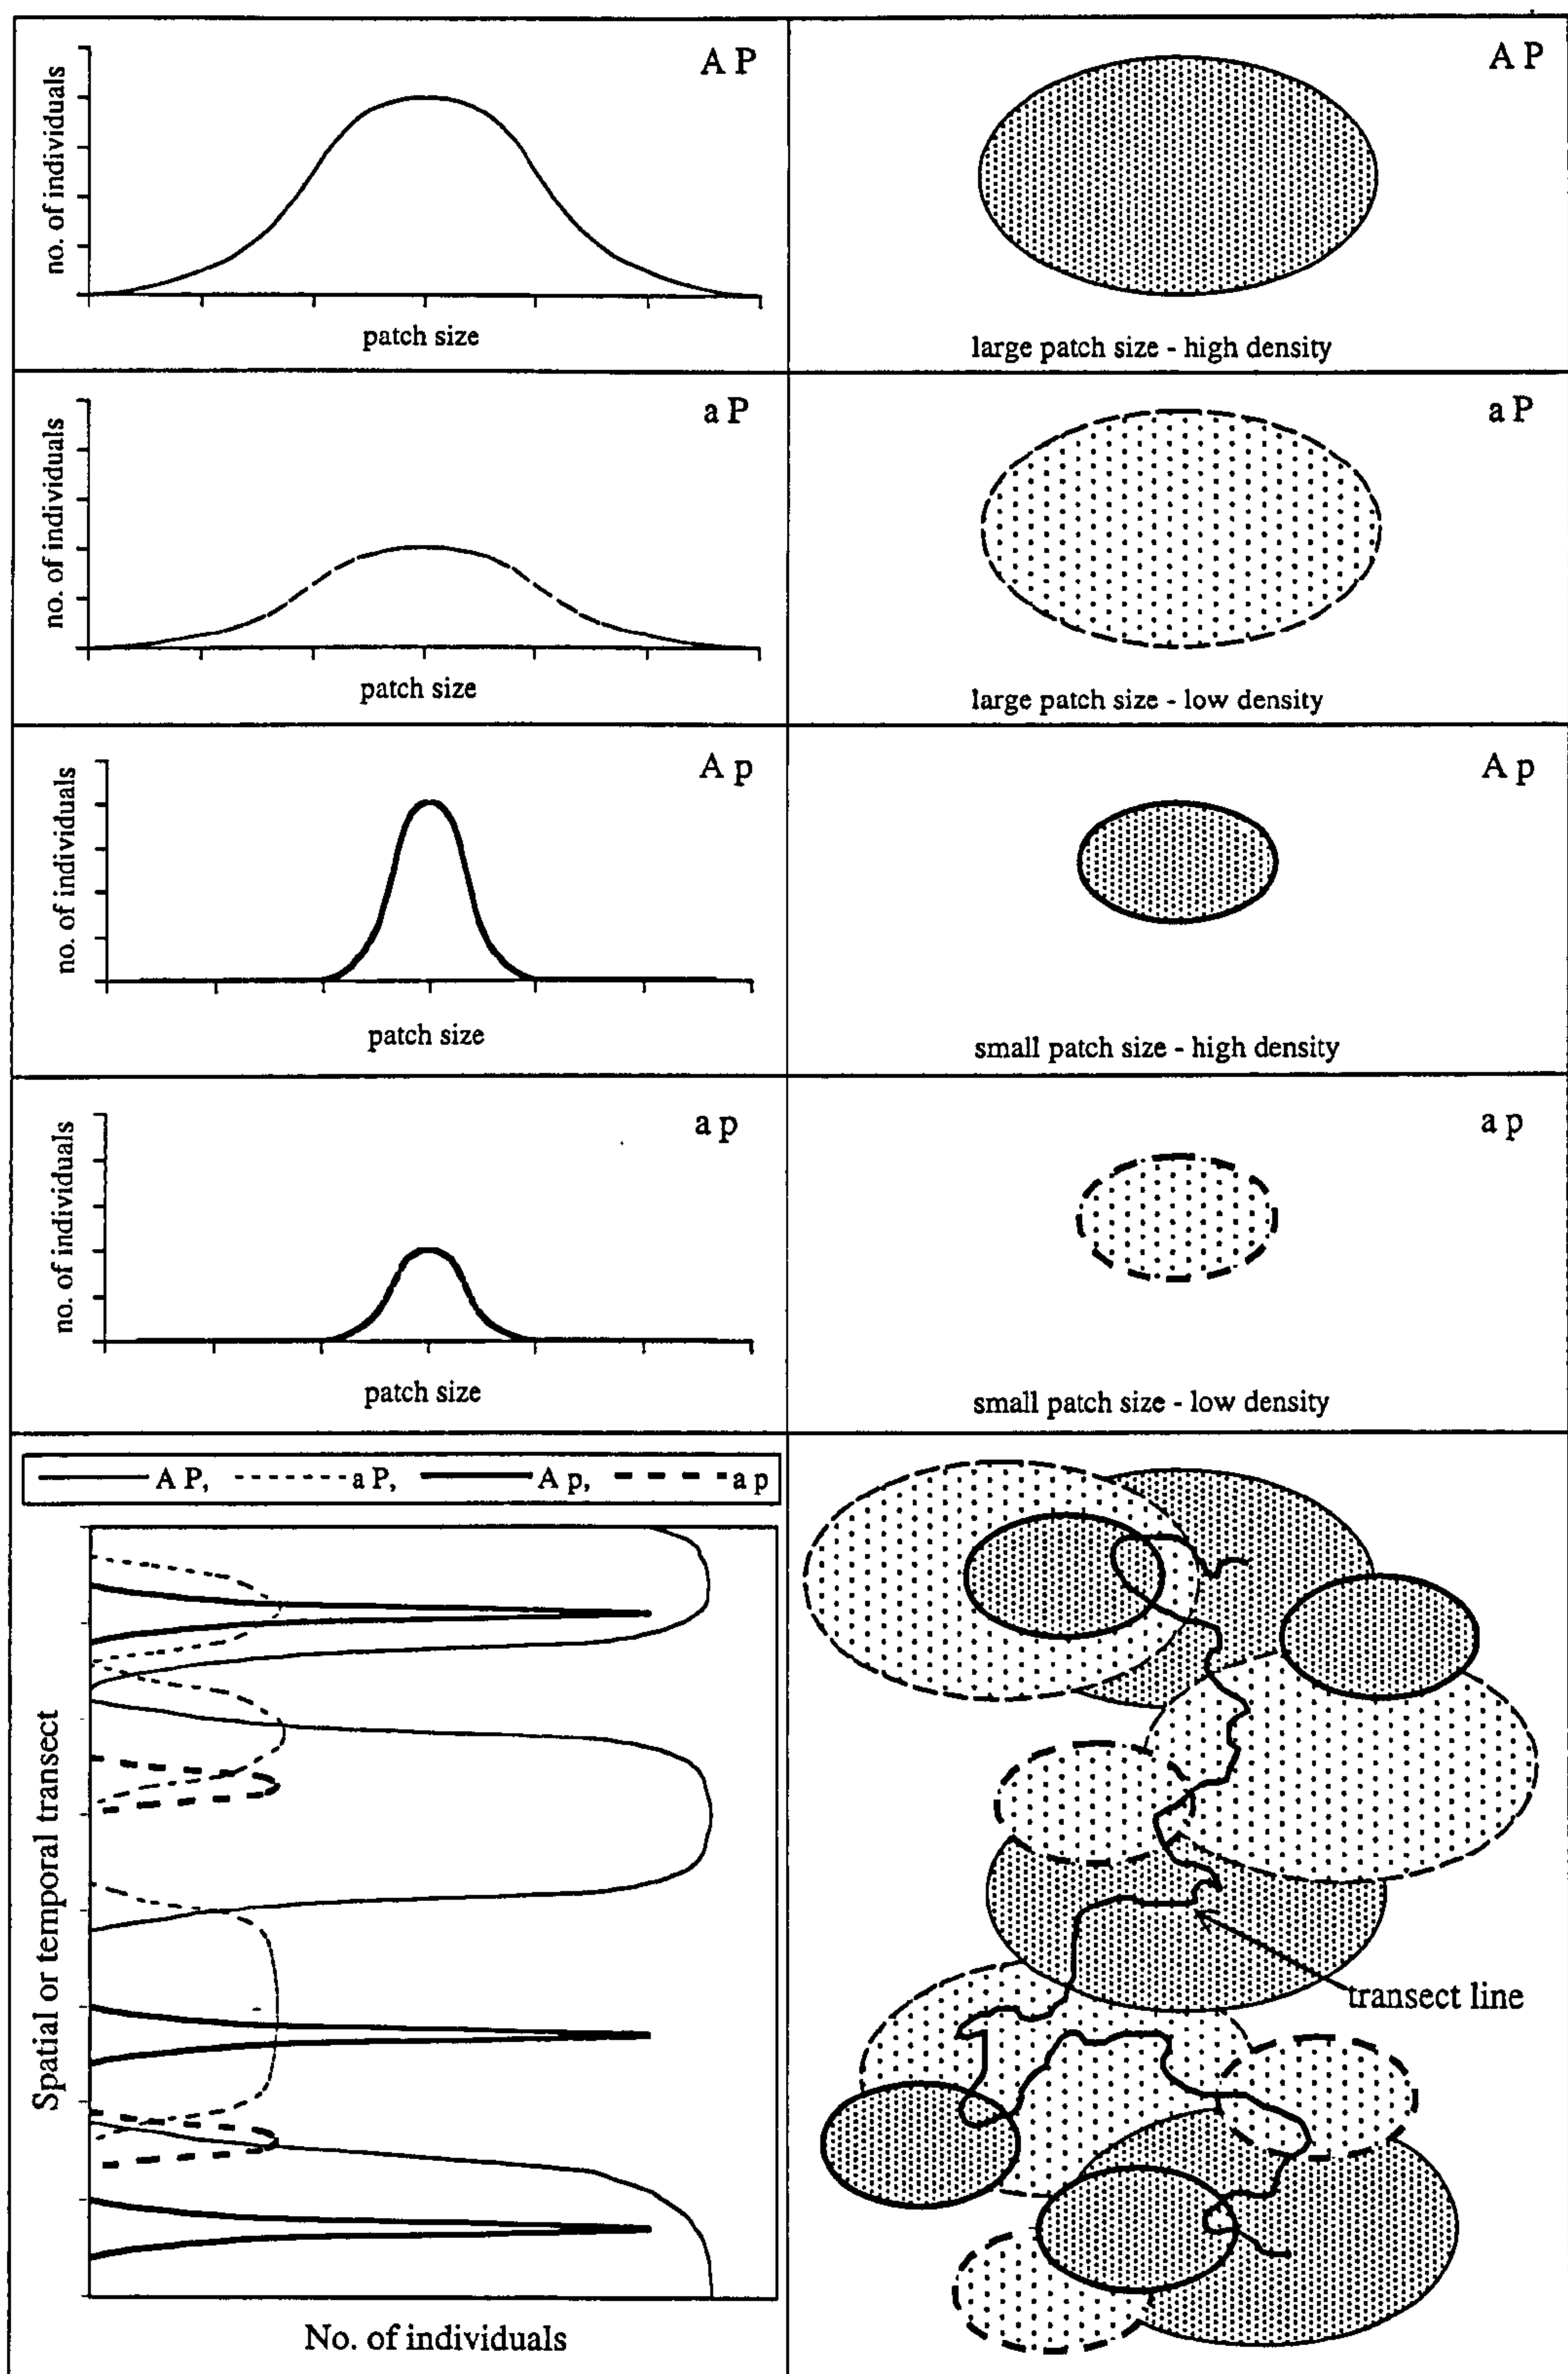 A P
no. of individuals
patch size
A P
large patch size - high density
a P
no. of individuals
patch size
a P
large patch size - low density
A p
no. of individuals
patch size
A p
small patch size - high density
a p
no. of individuals
patch size
a p
small patch size - low density
A P, a P, A p, a p
Spatial or temporal transect
No. of individuals
transect line